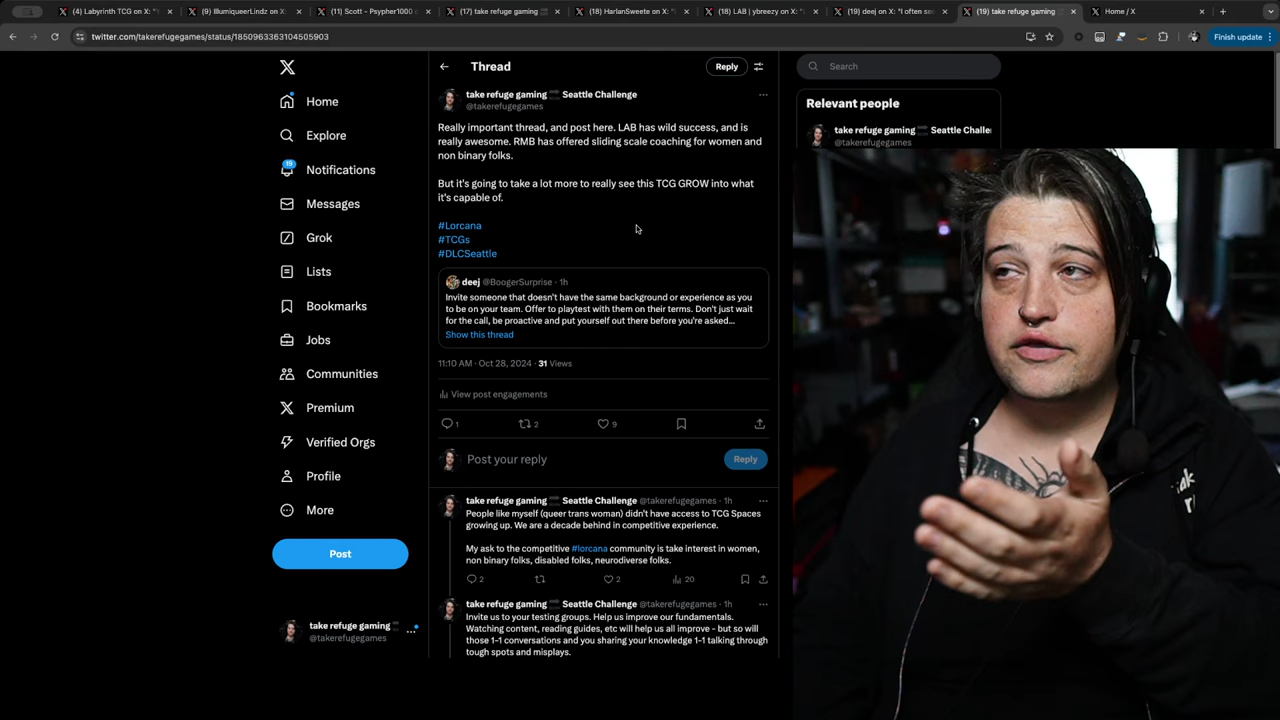 (4) Labyrinth TCG on X: "Y
(9) IllumiqueerLindz on X:
(11) Scott - Psypher1000 o
(17) take refuge gaming
(18) HarlanSweete on X: "
(18) LAB | ybreezy on X: "
(19) deej on X: "I often se
(19) take refuge gaming
Home / X
twitter.com/takerefugegames/status/1850963363104505903
Finish update
Home
Explore
19
Notifications
Messages
Grok
Lists
Bookmarks
Jobs
Communities
Premium
Verified Orgs
Profile
More
Post
take refuge gaming
@takerefugegames
Thread
Reply
take refuge gaming Seattle Challenge
@takerefugegames
Really important thread, and post here. LAB has wild success, and is
really awesome. RMB has offered sliding scale coaching for women and
non binary folks.
But it's going to take a lot more to really see this TCG GROW into what
it's capable of.
#Lorcana
#TCGs
#DLCSeattle
deej @BoogerSurprise · 1h
Invite someone that doesn't have the same background or experience as you
to be on your team. Offer to playtest with them on their terms. Don't just wait
for the call, be proactive and put yourself out there before you're asked...
Show this thread
11:10 AM · Oct 28, 2024 · 31 Views
View post engagements
1
2
9
Post your reply
Reply
take refuge gaming Seattle Challenge @takerefugegames · 1h
People like myself (queer trans woman) didn't have access to TCG Spaces
growing up. We are a decade behind in competitive experience.
My ask to the competitive #lorcana community is take interest in women,
non binary folks, disabled folks, neurodiverse folks.
2
2
20
take refuge gaming Seattle Challenge @takerefugegames · 1h
Invite us to your testing groups. Help us improve our fundamentals.
Watching content, reading guides, etc will help us all improve - but so will
those 1-1 conversations and you sharing your knowledge 1-1 talking through
tough spots and misplays.
Search
Relevant people
take refuge gaming Seattle Challe
@takerefugegames